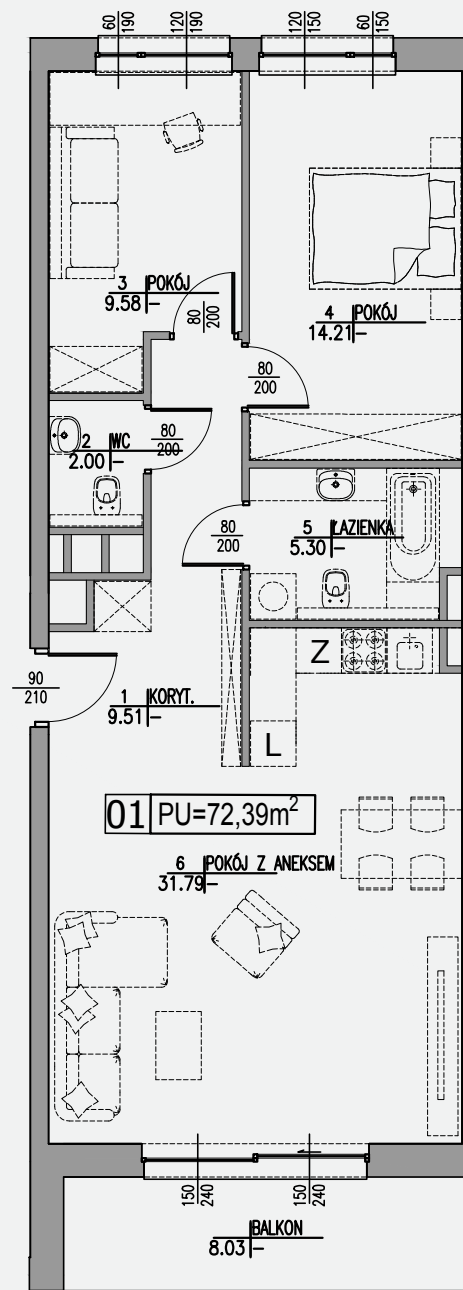 60
190
120
190
120
150
60
150
3 POKÓJ
9.58 -
80
200
4 POKÓJ
14.21 -
80
200
2 WC
2.00 -
80
200
80
200
5 ŁAZIENKA
5.30 -
90
210
1 KORYT.
9.51 -
Z
L
01 PU=72,39m²
6 POKÓJ Z ANEKSEM
31.79 -
150
240
150
240
BALKON
8.03 -